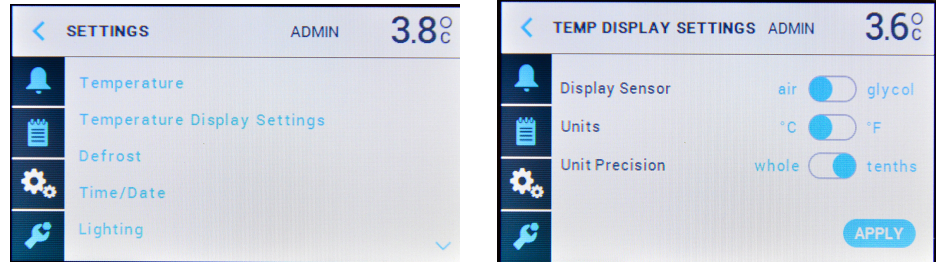 SETTINGS ADMIN 3.8°C
Temperature
Temperature Display Settings
Defrost
Time/Date
Lighting
TEMP DISPLAY SETTINGS ADMIN 3.6°C
Display Sensor air glycol
Units °C °F
Unit Precision whole tenths
APPLY